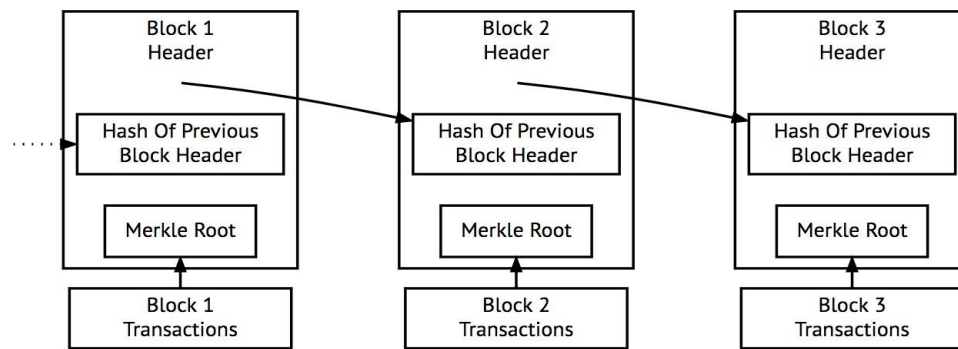 Block 1
Header
Hash Of Previous
Block Header
Merkle Root
Block 1
Transactions
Block 2
Header
Hash Of Previous
Block Header
Merkle Root
Block 2
Transactions
Block 3
Header
Hash Of Previous
Block Header
Merkle Root
Block 3
Transactions